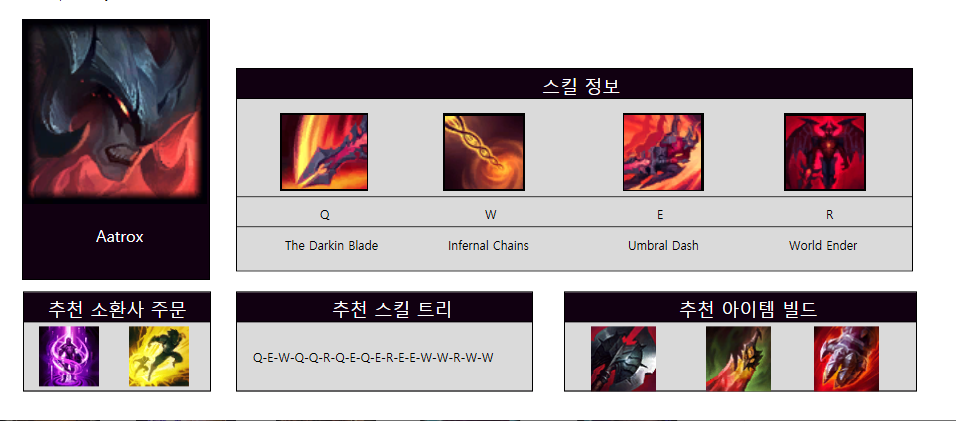 스킬 정보
Q W E R
The Darkin Blade Infernal Chains Umbral Dash World Ender
Aatrox
추천 소환사 주문
추천 스킬 트리
추천 아이템 빌드
Q-E-W-Q-Q-R-Q-E-Q-E-R-E-E-W-W-R-W-W